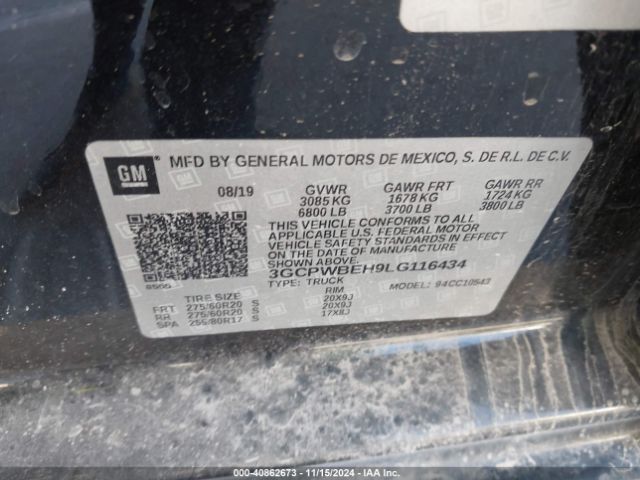 GM MFD BY GENERAL MOTORS DE MEXICO, S. DE R.L. DE C.V.
08/19 GVWR GAWR FRT GAWR RR
3085 KG 1678 KG 1724 KG
6800 LB 3700 LB 3800 LB
THIS VEHICLE CONFORMS TO ALL
APPLICABLE U.S. FEDERAL MOTOR
VEHICLE SAFETY STANDARDS IN EFFECT
ON THE DATE OF MANUFACTURE
3GCPWBEH9LG116434
TYPE: TRUCK MODEL: 94CC10543
TIRE SIZE RIM
FRT 275/60R20 S 20X9J
RR 275/60R20 S 20X9J
SPA 255/80R17 S 17X8J
00-40862673 - 11/15/2024 - IAA Inc.